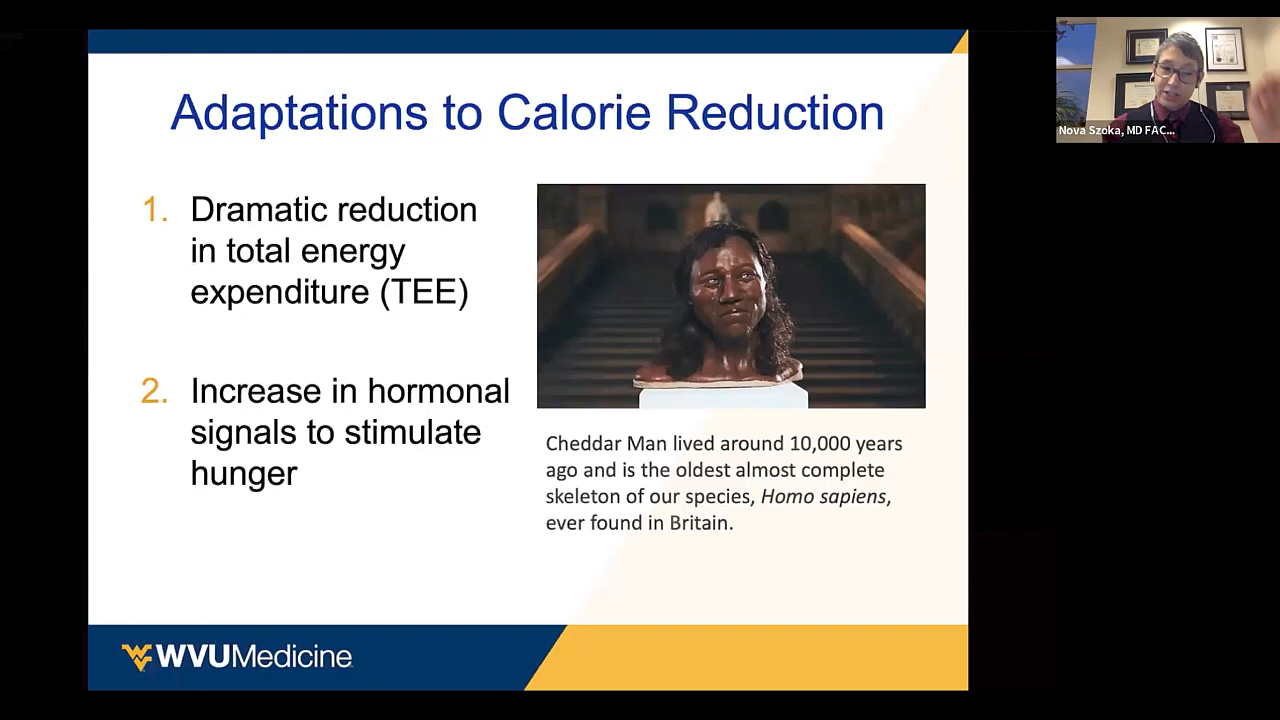 Adaptations to Calorie Reduction
1. Dramatic reduction
in total energy
expenditure (TEE)
2. Increase in hormonal
signals to stimulate
hunger
Cheddar Man lived around 10,000 years
ago and is the oldest almost complete
skeleton of our species, Homo sapiens,
ever found in Britain.
WVUMedicine
Nova Szoka, MD FAC...